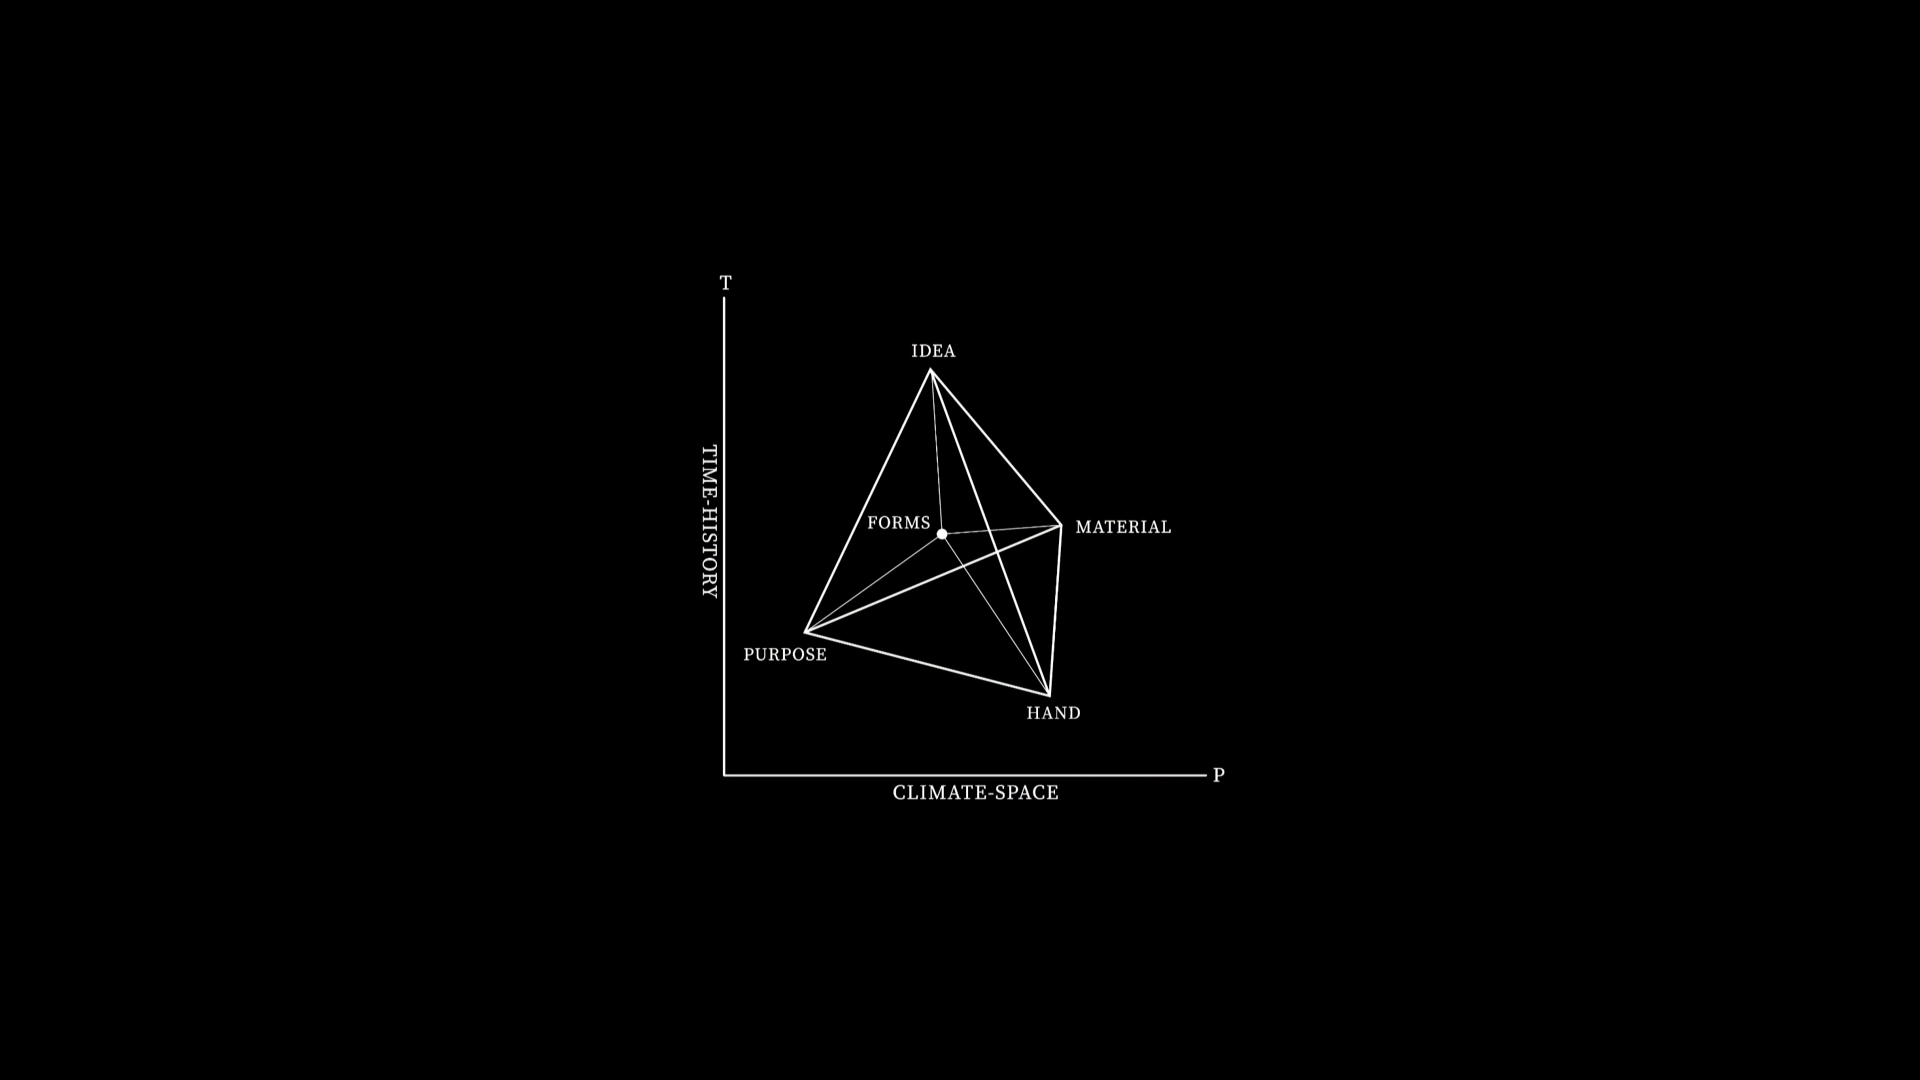 T
IDEA
TIME-HISTORY
FORMS
MATERIAL
PURPOSE
HAND
P
CLIMATE-SPACE